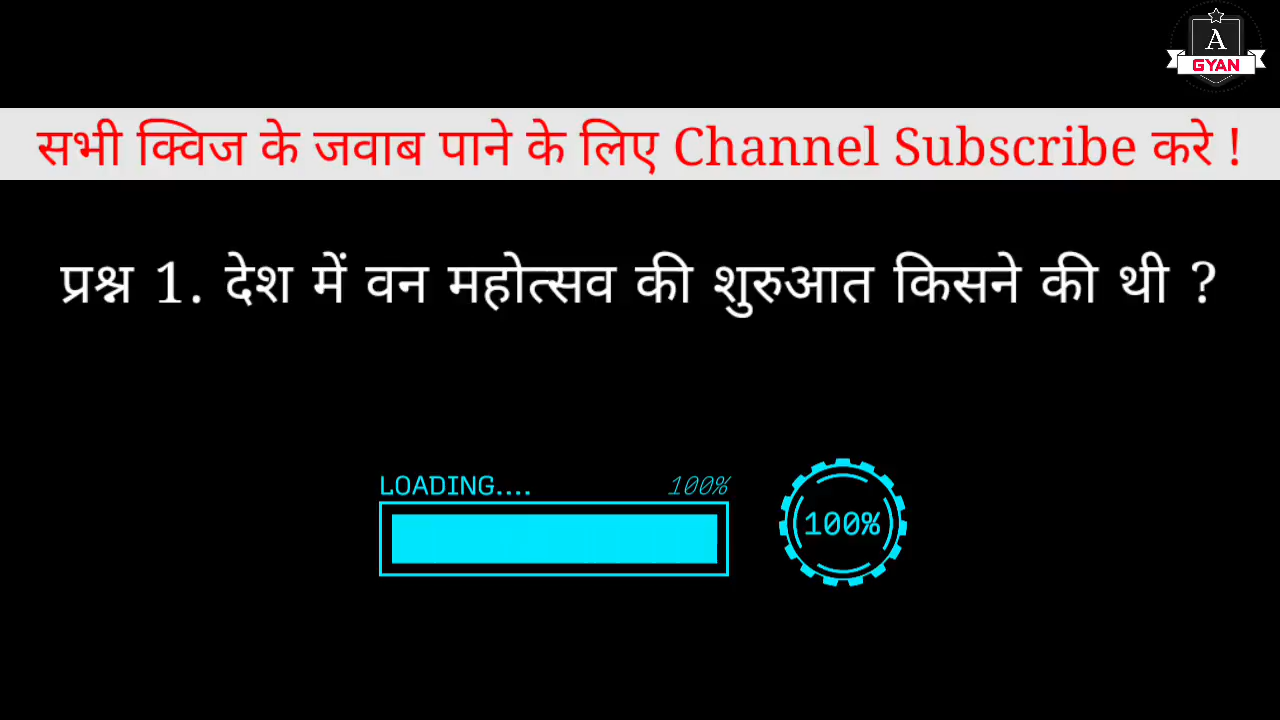 A
GYAN
सभी क्विज के जवाब पाने के लिए Channel Subscribe करे !
प्रश्न 1. देश में वन महोत्सव की शुरुआत किसने की थी ?
LOADING.... 100%
100%